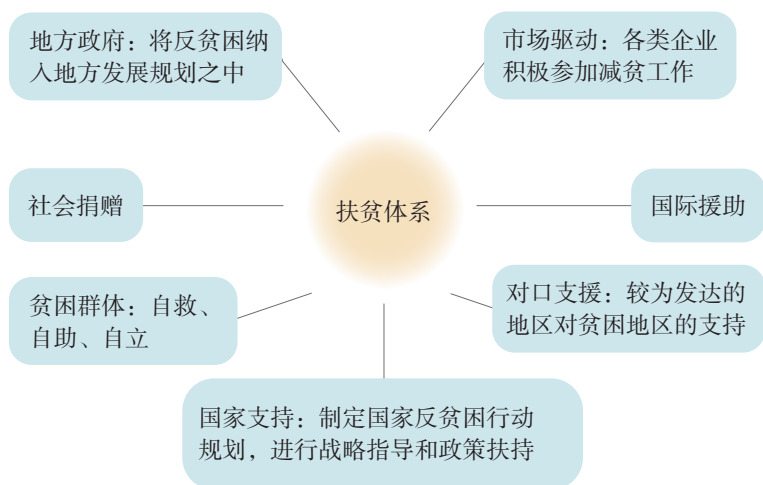 地方政府：将反贫困纳
入地方发展规划之中
市场驱动：各类企业
积极参加减贫工作
社会捐赠
扶贫体系
国际援助
贫困群体：自救、
自助、自立
对口支援：较为发达的
地区对贫困地区的支持
国家支持：制定国家反贫困行动
规划，进行战略指导和政策扶持